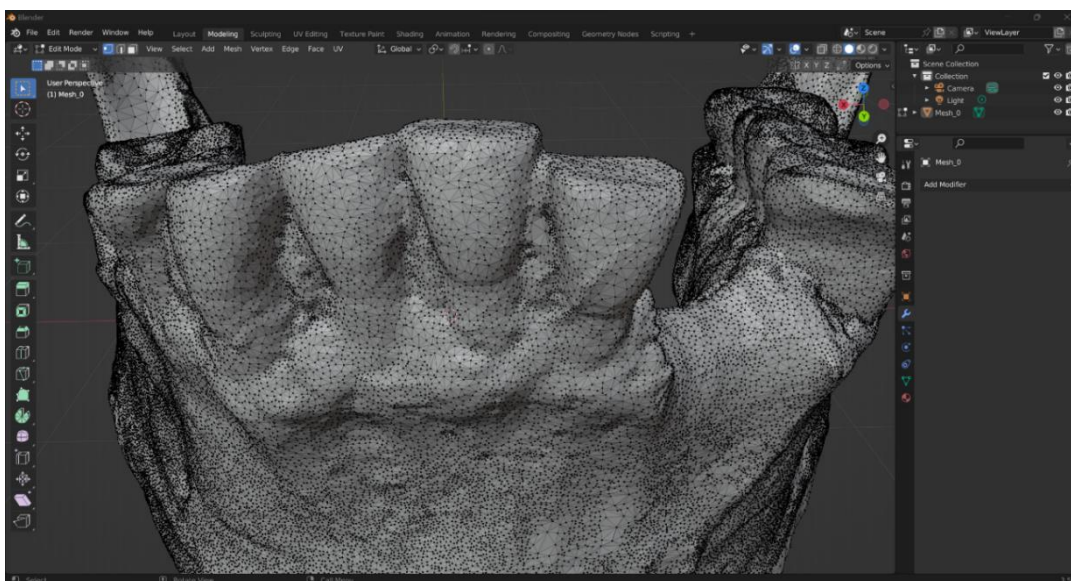 Blender
File Edit Render Window Help Layout Modeling Sculpting UV Editing Texture Paint Shading Animation Rendering Compositing Geometry Nodes Scripting + Scene ViewLayer
Edit Mode View Select Add Mesh Vertex Edge Face UV Global
X Y Z Options
User Perspective
(1) Mesh_0
Z
X
Y
Scene Collection
Collection
Camera
Light
Mesh_0
Mesh_0
Add Modifier
Select Rotate View Call Menu